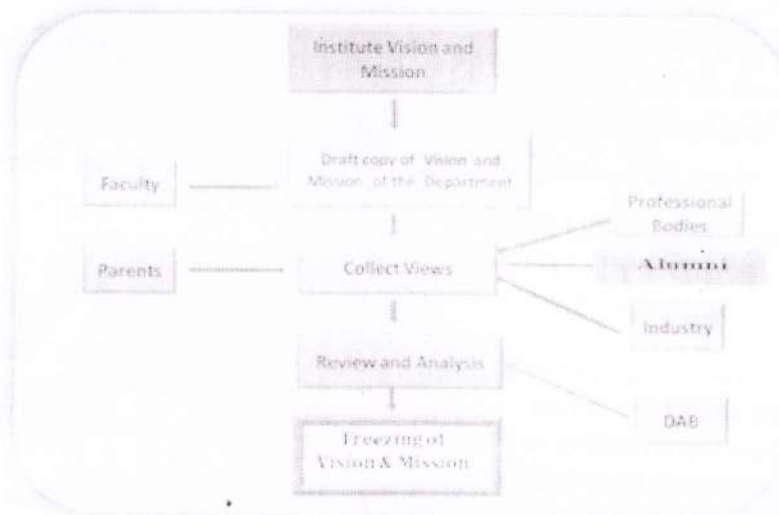 Institute Vision and
Mission
Draft copy of Vision and
Mission of the Department
Faculty
Professional
Bodies
Parents
Collect Views
Alumni
Industry
Review and Analysis
DAB
Freezing of
Vision & Mission